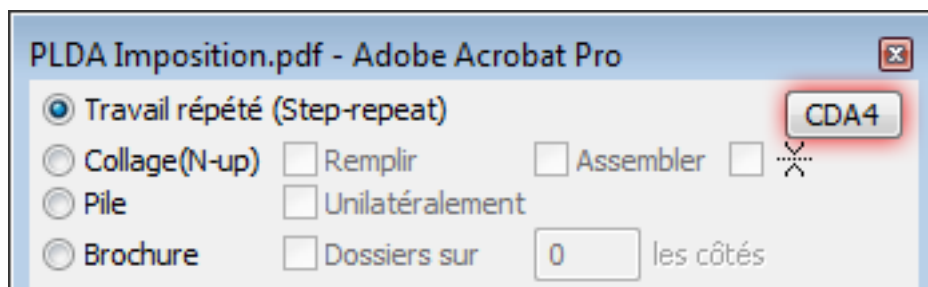 PLDA Imposition.pdf - Adobe Acrobat Pro
Travail répété (Step-repeat) CDA4
Collage(N-up) Remplir Assembler
Pile Unilatéralement
Brochure Dossiers sur 0 les côtés